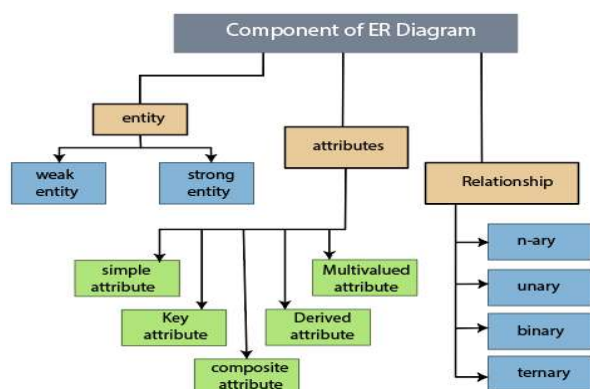 Component of ER Diagram
entity
weak
entity
strong
entity
attributes
simple
attribute
Key
attribute
composite
attribute
Derived
attribute
Multivalued
attribute
Relationship
n-ary
unary
binary
ternary